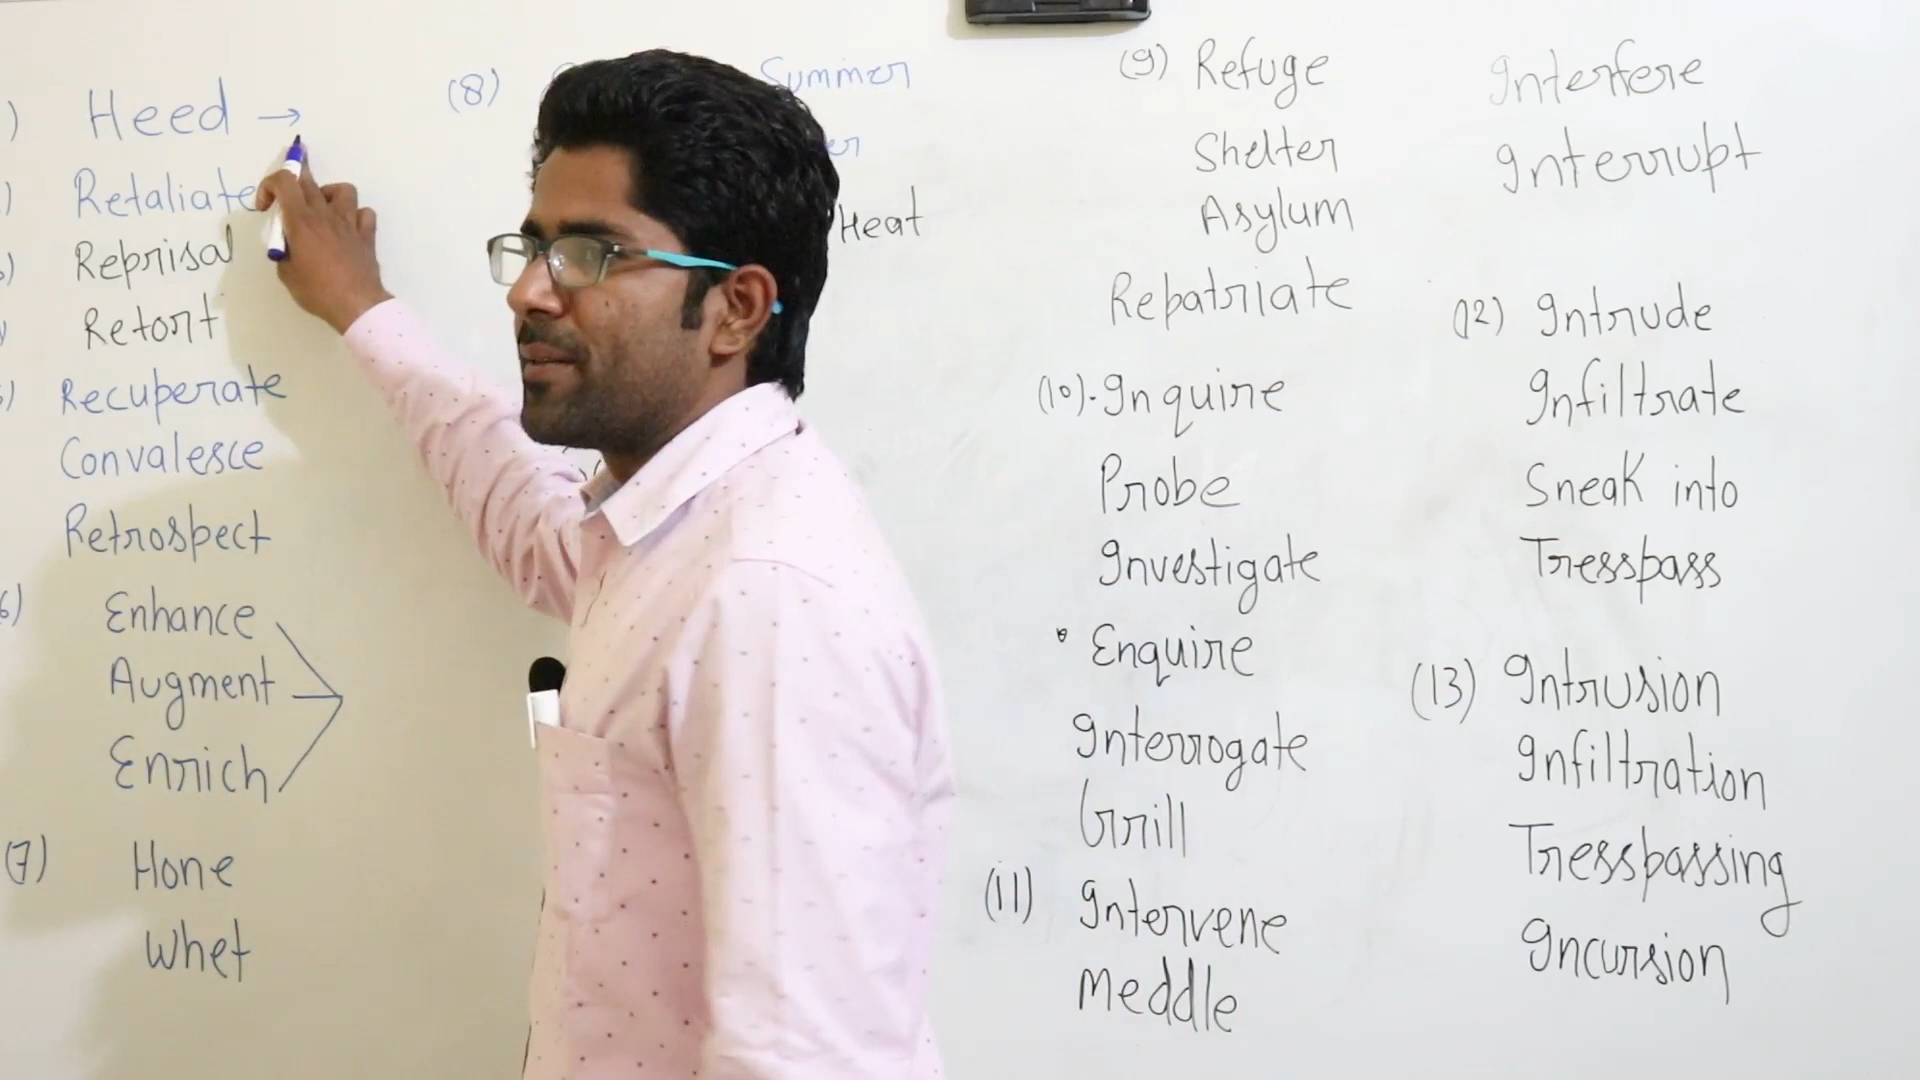 ) Heed →
) Retaliate
) Reprisal
Retort
) Recuperate
Convalesce
Retrospect
6) Enhance
Augment
Enrich
(7) Hone
Whet
(8) Summer
Heat
(9) Refuge
Shelter
Asylum
Repatriate
(10).Inquire
Probe
Investigate
Enquire
Interrogate
Grill
(11) Intervene
Meddle
Interfere
Interrupt
(12) Intrude
Infiltrate
Sneak into
Tresspass
(13) Intrusion
Infiltration
Tresspassing
Incursion